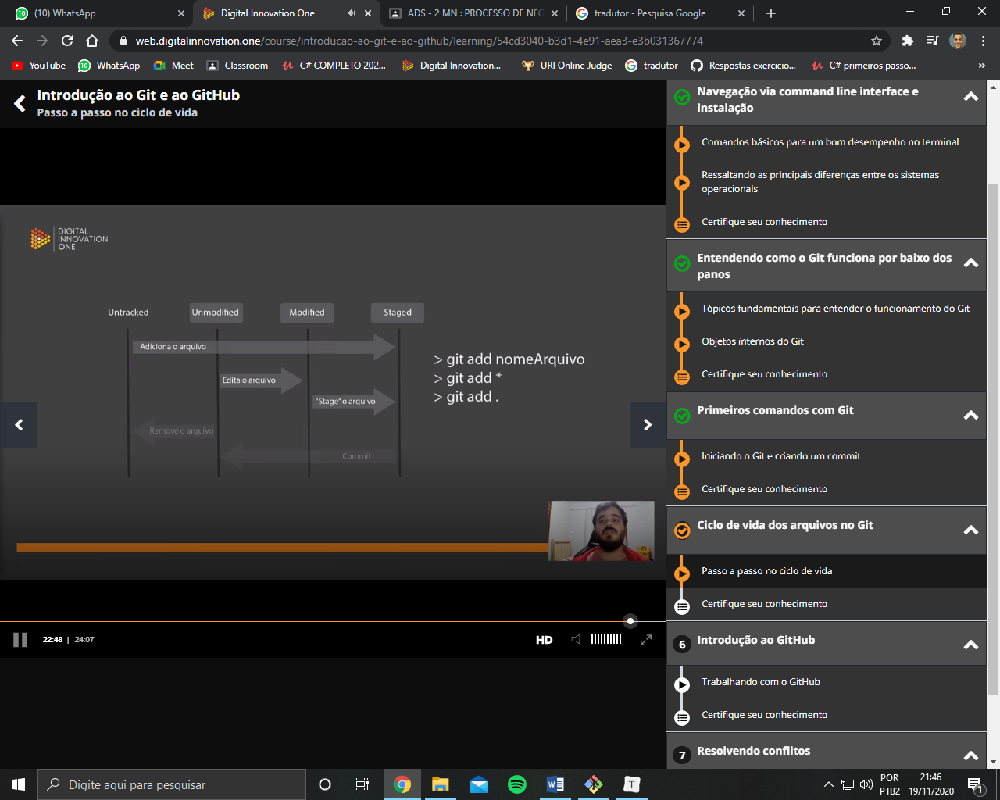 (10) WhatsApp
Digital Innovation One
ADS - 2 MN : PROCESSO DE NEG
tradutor - Pesquisa Google
web.digitalinnovation.one/course/introducao-ao-git-e-ao-github/learning/54cd3040-b3d1-4e91-aea3-e3b031367774
YouTube
WhatsApp
Meet
Classroom
C# COMPLETO 202...
Digital Innovation...
URI Online Judge
tradutor
Respostas exercicio...
C# primeiros passo...
»
Introdução ao Git e ao GitHub
Passo a passo no ciclo de vida
DIGITAL
INNOVATION
ONE
Untracked
Unmodified
Modified
Staged
Adiciona o arquivo
Edita o arquivo
"Stage" o arquivo
Remove o arquivo
Commit
> git add nomeArquivo
> git add *
> git add .
22:48 | 24:07
HD
Navegação via command line interface e
instalação
Comandos básicos para um bom desempenho no terminal
Ressaltando as principais diferenças entre os sistemas
operacionais
Certifique seu conhecimento
Entendendo como o Git funciona por baixo dos
panos
Tópicos fundamentais para entender o funcionamento do Git
Objetos internos do Git
Certifique seu conhecimento
Primeiros comandos com Git
Iniciando o Git e criando um commit
Certifique seu conhecimento
Ciclo de vida dos arquivos no Git
Passo a passo no ciclo de vida
Certifique seu conhecimento
6 Introdução ao GitHub
Trabalhando com o GitHub
Certifique seu conhecimento
7 Resolvendo conflitos
Digite aqui para pesquisar
POR
PTB2
21:46
19/11/2020
1